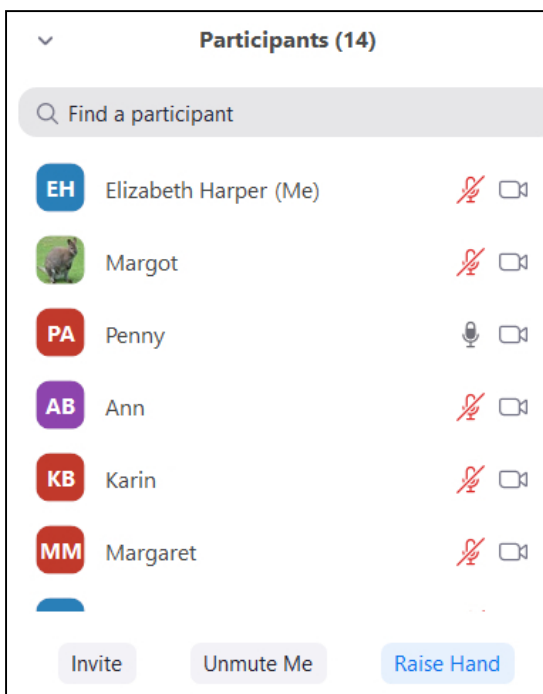 Participants (14)
Find a participant
EH Elizabeth Harper (Me)
Margot
PA Penny
AB Ann
KB Karin
MM Margaret
Invite Unmute Me Raise Hand